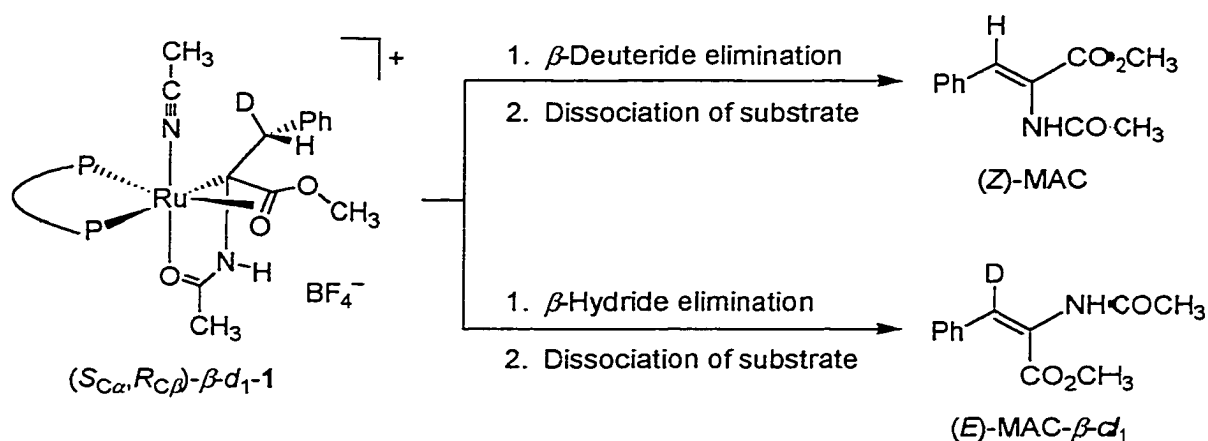 CH3
C
N
P
P
Ru
D
Ph
H
O
CH3
O
O
N-H
CH3
]+
BF4−
(SCα,RCβ)-β-d1-1
1. β-Deuteride elimination
2. Dissociation of substrate
1. β-Hydride elimination
2. Dissociation of substrate
H
Ph
CO2CH3
NHCOCH3
(Z)-MAC
D
Ph
NHCOCH3
CO2CH3
(E)-MAC-β-d1